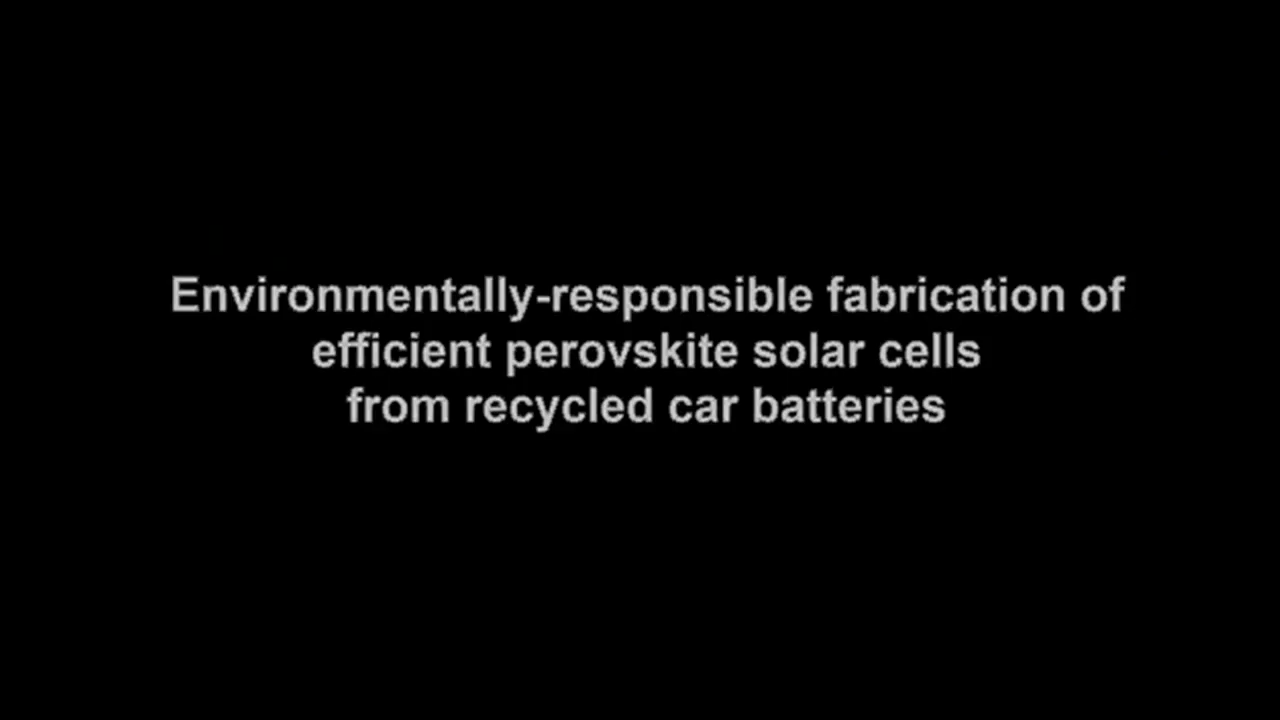 Environmentally-responsible fabrication of
efficient perovskite solar cells
from recycled car batteries